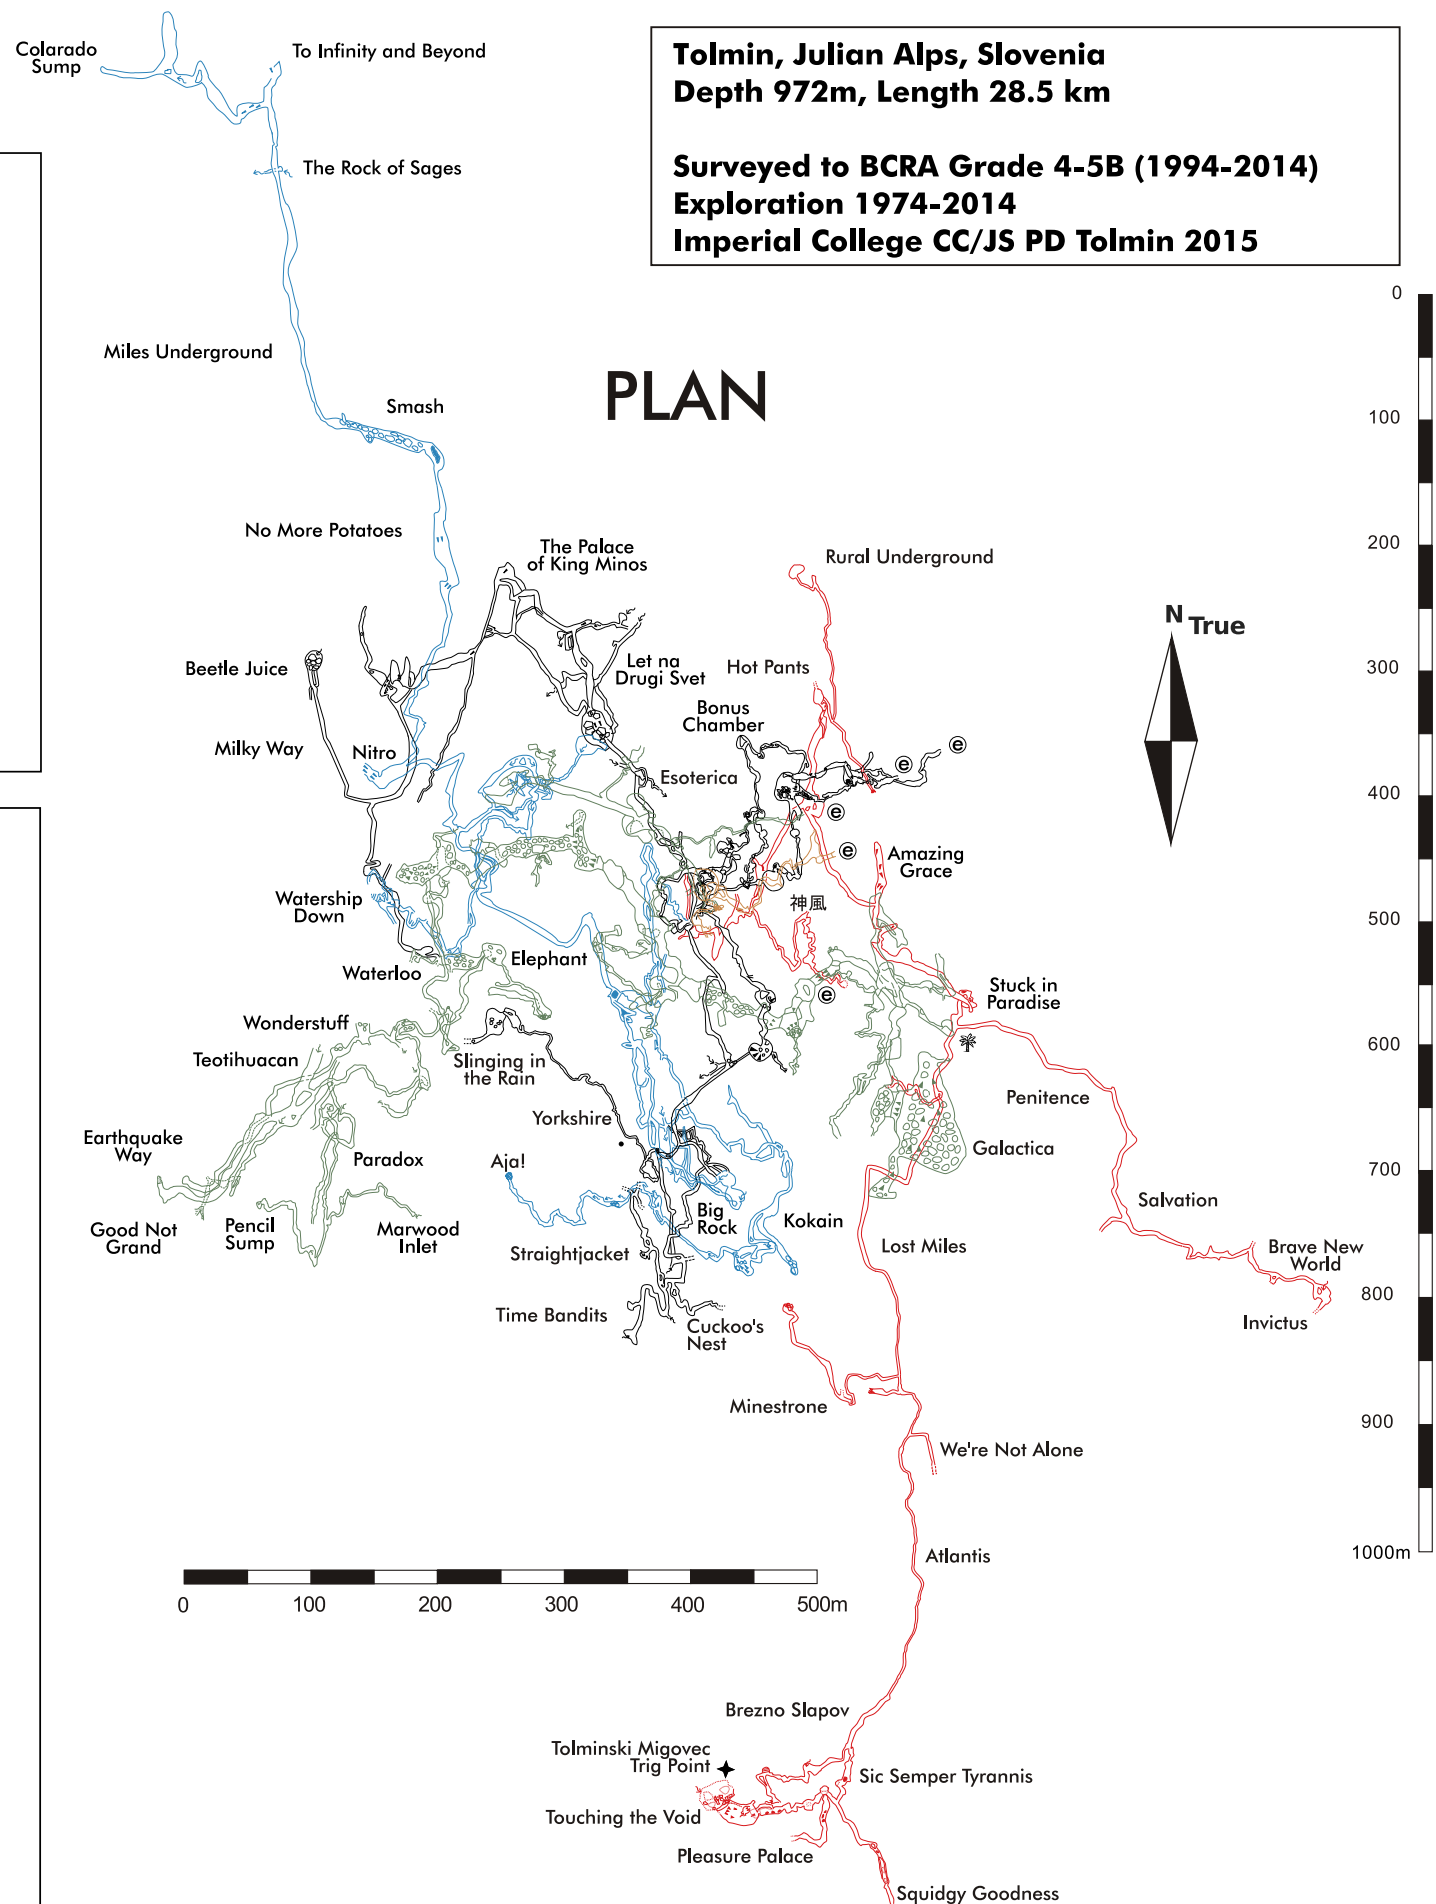 Colarado
Sump
To Infinity and Beyond
Tolmin, Julian Alps, Slovenia
Depth 972m, Length 28.5 km
Surveyed to BCRA Grade 4-5B (1994-2014)
Exploration 1974-2014
Imperial College CC/JS PD Tolmin 2015
The Rock of Sages
0
Miles Underground
PLAN
Smash
100
No More Potatoes
200
The Palace
of King Minos
Rural Underground
N
True
Beetle Juice
Let na
Drugi Svet
Hot Pants
300
Bonus
Chamber
Milky Way
Nitro
e
e
Esoterica
400
e
e
Amazing
Grace
Watership
Down
神風
500
Waterloo
Elephant
e
Stuck in
Paradise
Wonderstuff
600
Teotihuacan
Slinging in
the Rain
Penitence
Yorkshire
Earthquake
Way
Paradox
Aja!
Galactica
700
Salvation
Good Not
Grand
Pencil
Sump
Marwood
Inlet
Big
Rock
Kokain
Straightjacket
Lost Miles
Brave New
World
800
Time Bandits
Cuckoo's
Nest
Invictus
Minestrone
900
We're Not Alone
Atlantis
1000m
0 100 200 300 400 500m
Brezno Slapov
Tolminski Migovec
Trig Point
Sic Semper Tyrannis
Touching the Void
Pleasure Palace
Squidgy Goodness